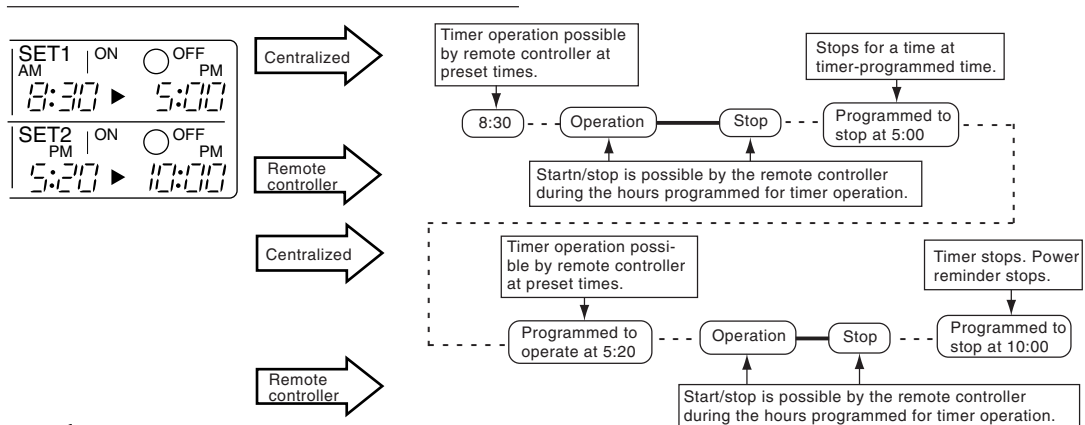 SET1 ON OFF
AM PM
8:30 ▶ 5:00
SET2 ON OFF
PM PM
5:20 ▶ 10:00
Centralized
Timer operation possible
by remote controller at
preset times.
Stops for a time at
timer-programmed time.
8:30
Operation
Stop
Programmed to
stop at 5:00
Remote
controller
Startn/stop is possible by the remote controller
during the hours programmed for timer operation.
Centralized
Timer operation possi-
ble by remote controller
at preset times.
Timer stops. Power
reminder stops.
Programmed to
operate at 5:20
Operation
Stop
Programmed to
stop at 10:00
Remote
controller
Start/stop is possible by the remote controller
during the hours programmed for timer operation.